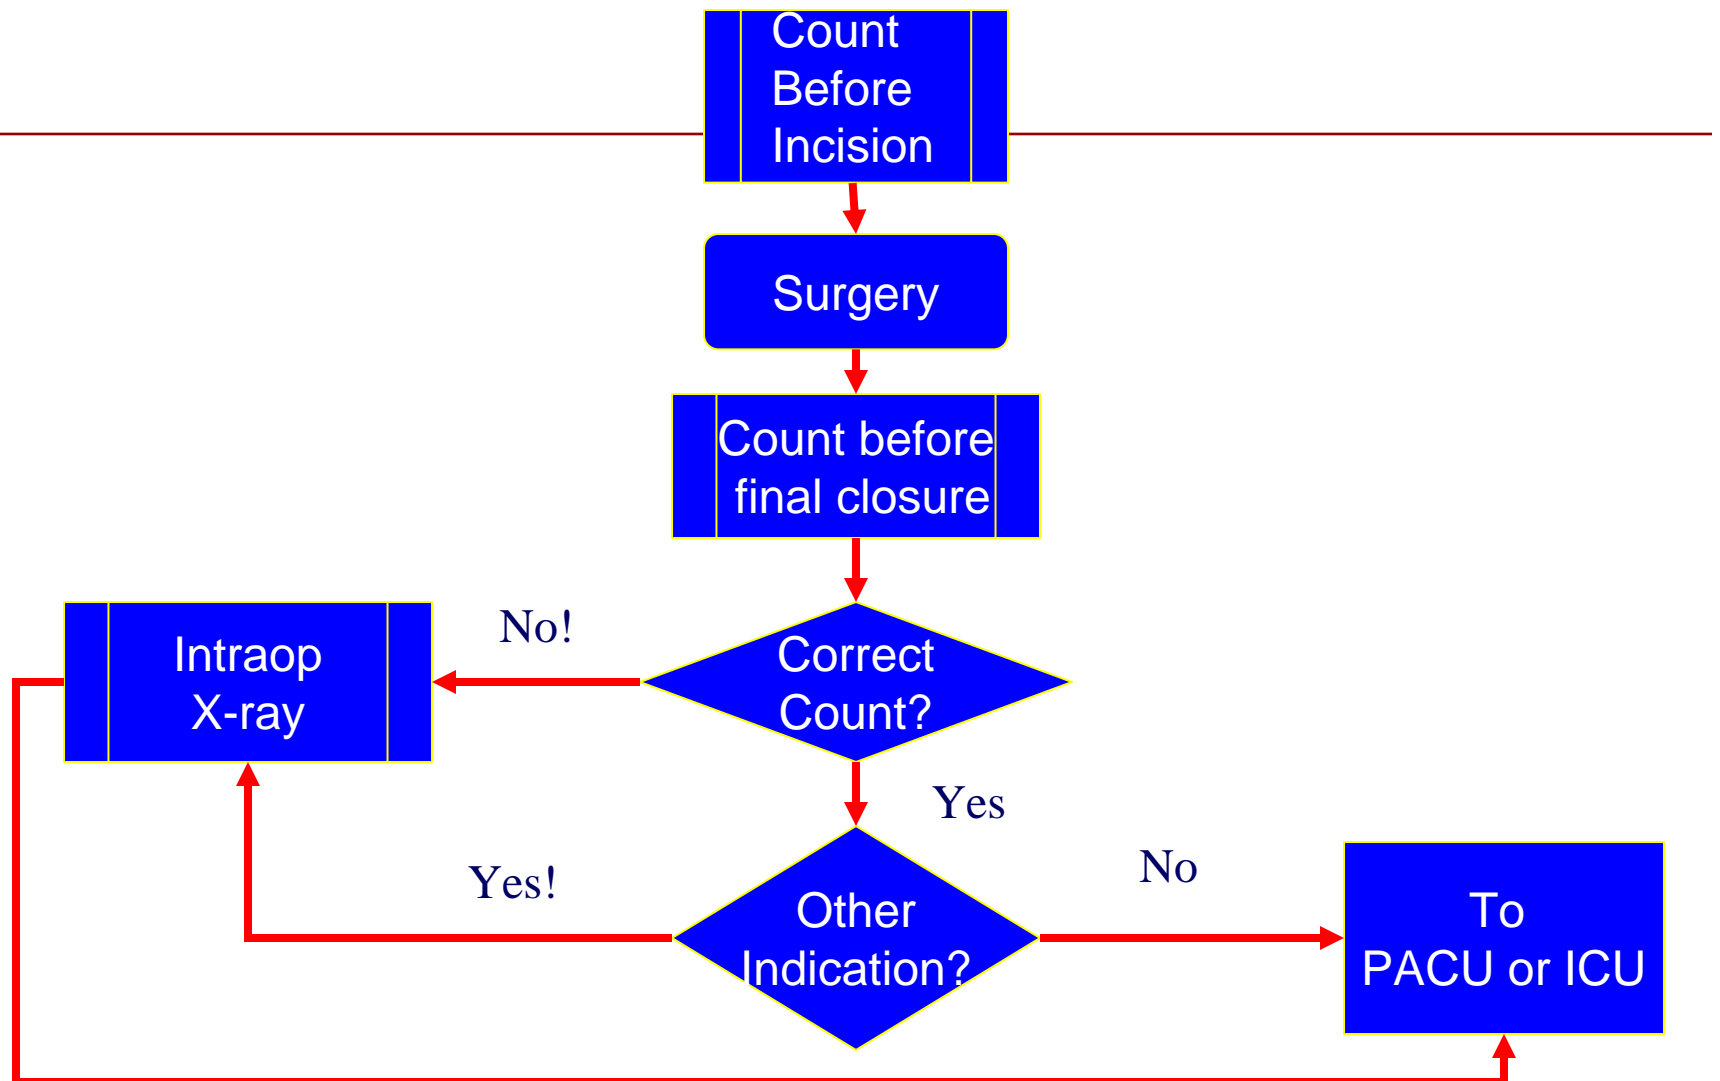 Count
Before
Incision
Surgery
Count before
final closure
No!
Intraop
X-ray
Correct
Count?
Yes
Yes!
No
Other
Indication?
To
PACU or ICU